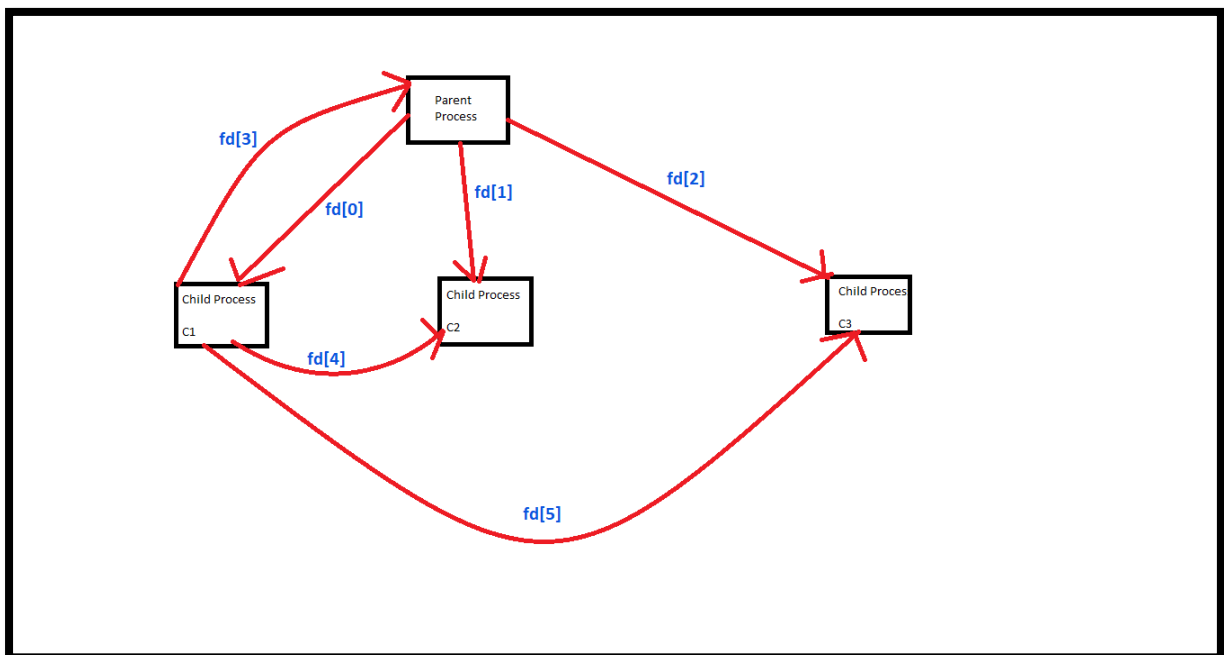 Parent
Process
fd[3]
fd[0]
fd[1]
fd[2]
Child Process
C1
Child Process
C2
Child Proces
C3
fd[4]
fd[5]